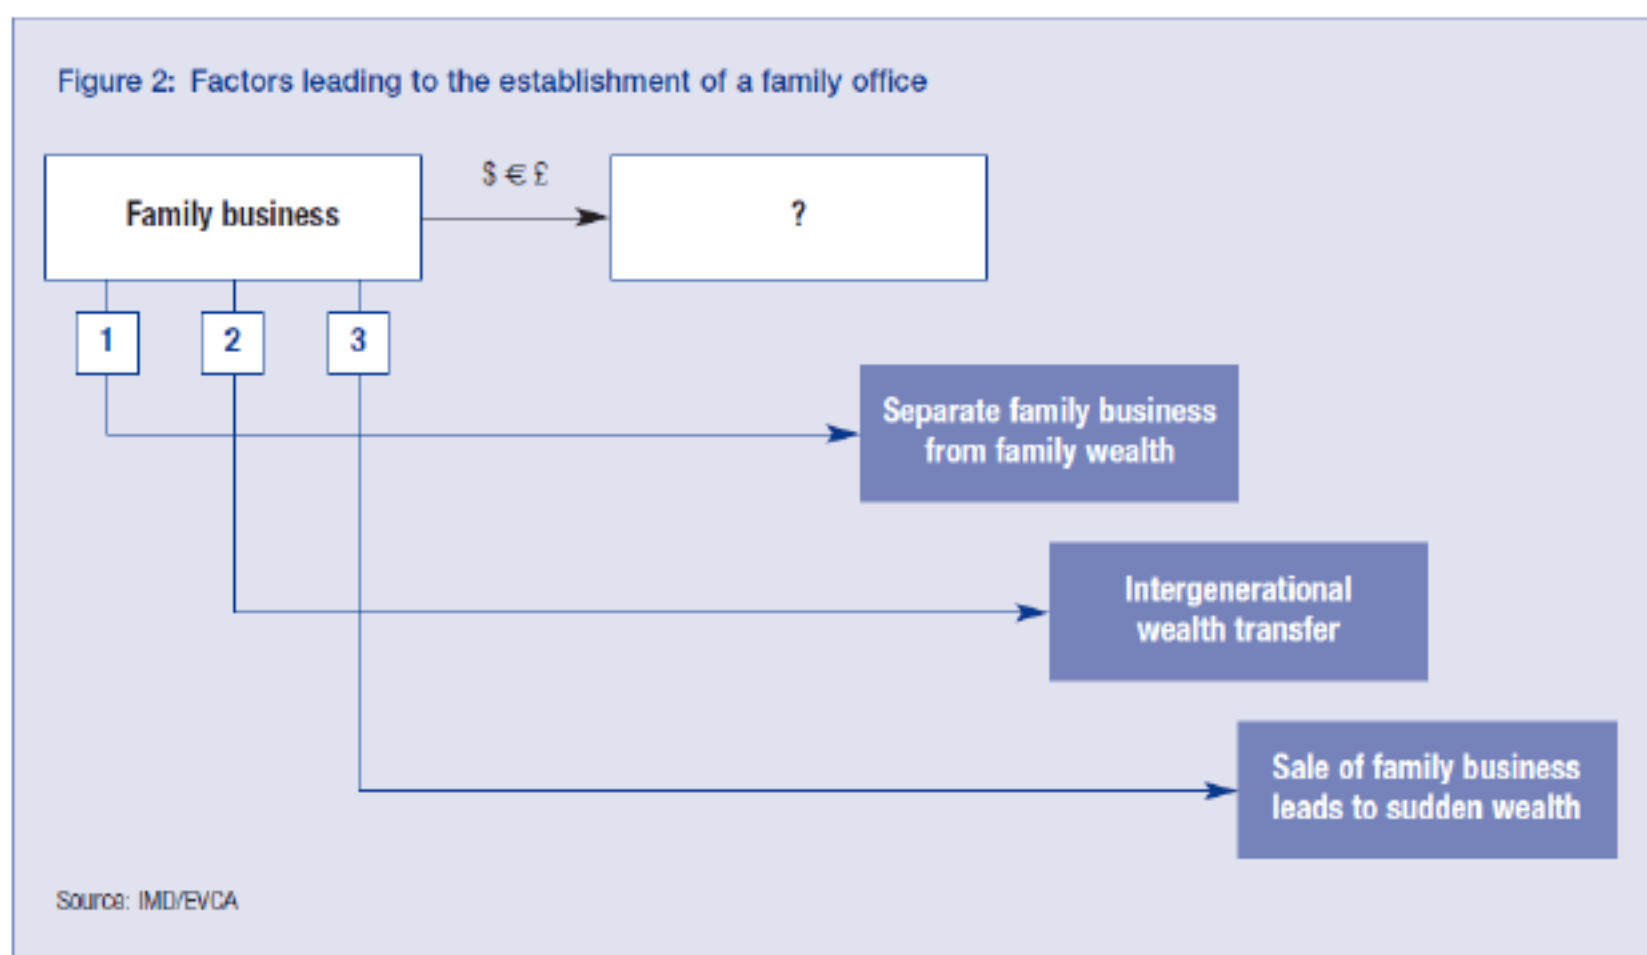 Figure 2: Factors leading to the establishment of a family office
Family business
$ € £
?
1
2
3
Separate family business
from family wealth
Intergenerational
wealth transfer
Sale of family business
leads to sudden wealth
Source: IMD/EVCA